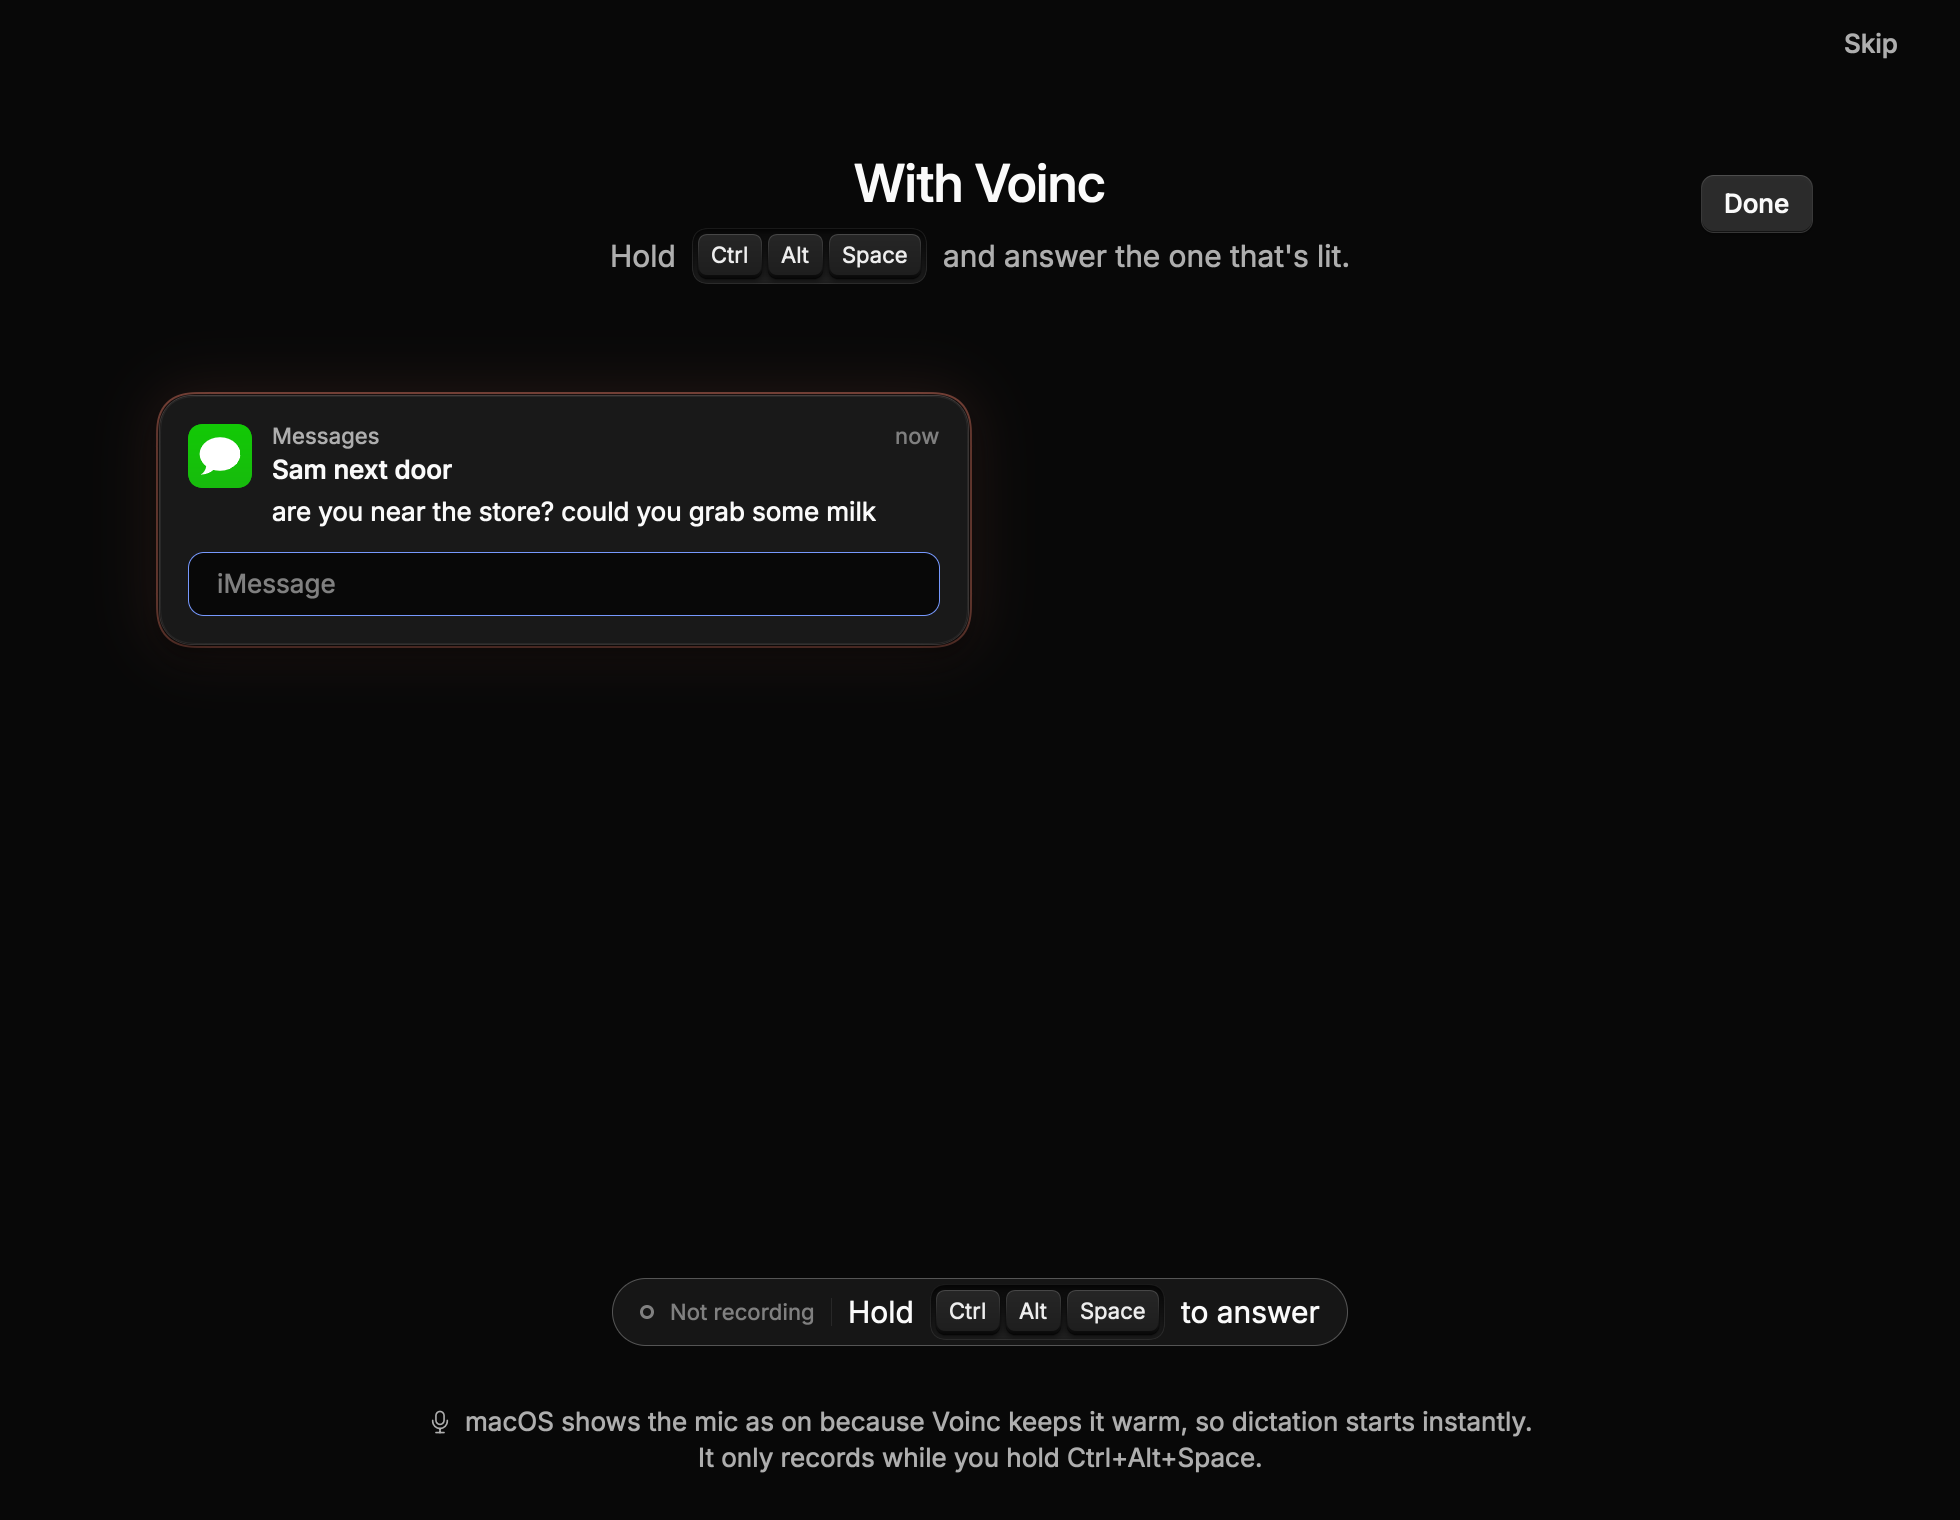 Skip
With Voinc
Done
Hold Ctrl Alt Space and answer the one that's lit.
Messages now
Sam next door
are you near the store? could you grab some milk
iMessage
Not recording Hold Ctrl Alt Space to answer
macOS shows the mic as on because Voinc keeps it warm, so dictation starts instantly.
It only records while you hold Ctrl+Alt+Space.